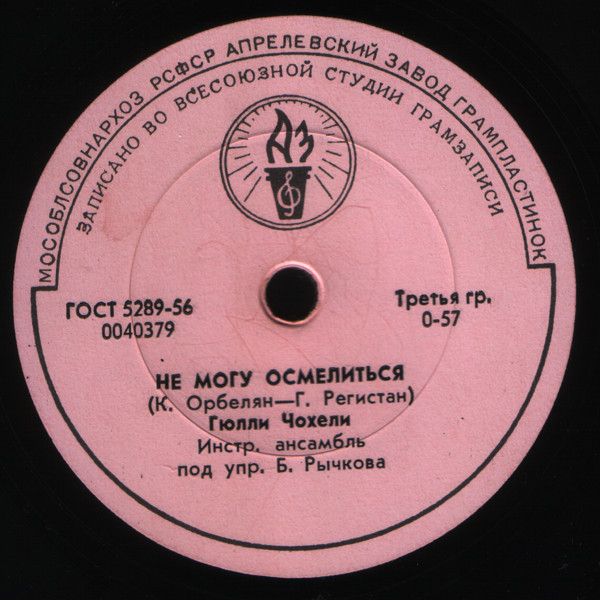 МОСОБЛСОВНАРХОЗ РСФСР АПРЕЛЕВСКИЙ ЗАВОД ГРАМПЛАСТИНОК
ЗАПИСАНО ВО ВСЕСОЮЗНОЙ СТУДИИ ГРАМЗАПИСИ
АЗ
ГОСТ 5289-56
0040379
Третья гр.
0-57
НЕ МОГУ ОСМЕЛИТЬСЯ
(К. Орбелян—Г. Регистан)
Гюлли Чохели
Инстр. ансамбль
под упр. Б. Рычкова